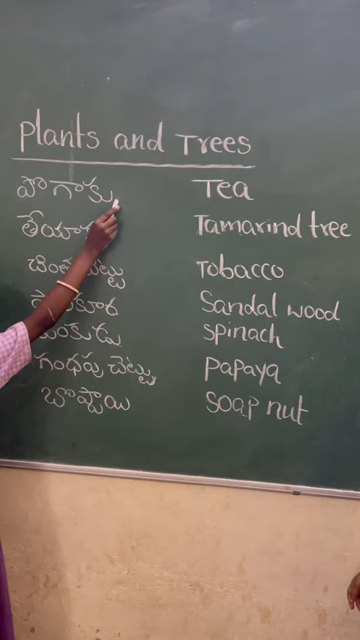 Plants and Trees
పొగాకు Tea
Tamarind tree
Tobacco
Sandal wood
Spinach
గంధపు చెట్టు Papaya
బొప్పాయి Soap nut